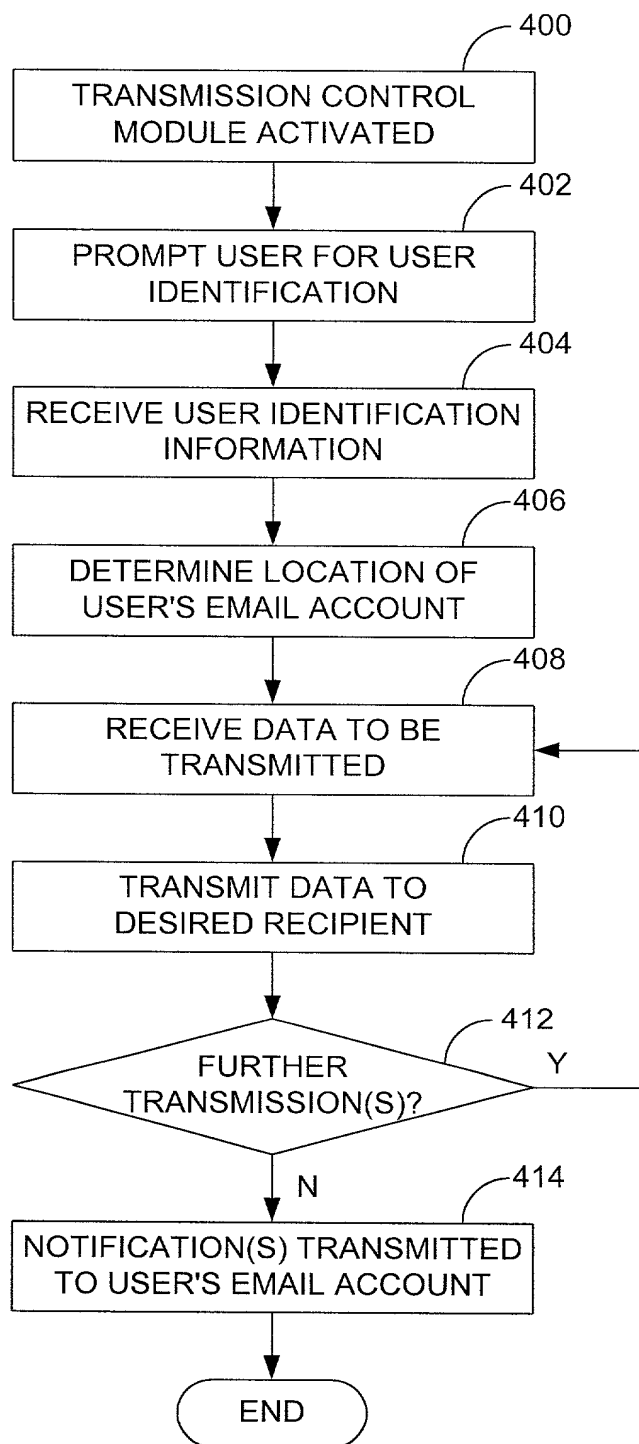 400
TRANSMISSION CONTROL
MODULE ACTIVATED
402
PROMPT USER FOR USER
IDENTIFICATION
404
RECEIVE USER IDENTIFICATION
INFORMATION
406
DETERMINE LOCATION OF
USER'S EMAIL ACCOUNT
408
RECEIVE DATA TO BE
TRANSMITTED
410
TRANSMIT DATA TO
DESIRED RECIPIENT
412
FURTHER
TRANSMISSION(S)?
Y
N
414
NOTIFICATION(S) TRANSMITTED
TO USER'S EMAIL ACCOUNT
END